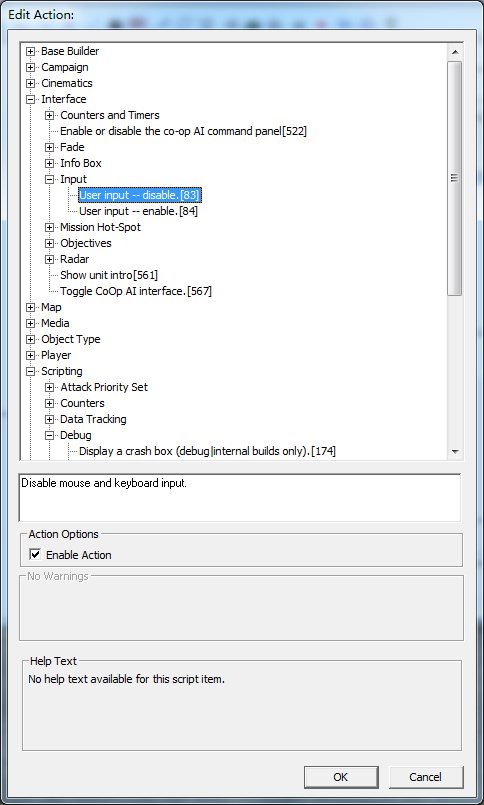 Edit Action:
Base Builder
Campaign
Cinematics
Interface
Counters and Timers
Enable or disable the co-op AI command panel[522]
Fade
Info Box
Input
User input -- disable.[83]
User input -- enable.[84]
Mission Hot-Spot
Objectives
Radar
Show unit intro[561]
Toggle CoOp AI interface.[567]
Map
Media
Object Type
Player
Scripting
Attack Priority Set
Counters
Data Tracking
Debug
Display a crash box (debug|internal builds only).[174]
Disable mouse and keyboard input.
Action Options
Enable Action
No Warnings
Help Text
No help text available for this script item.
OK Cancel